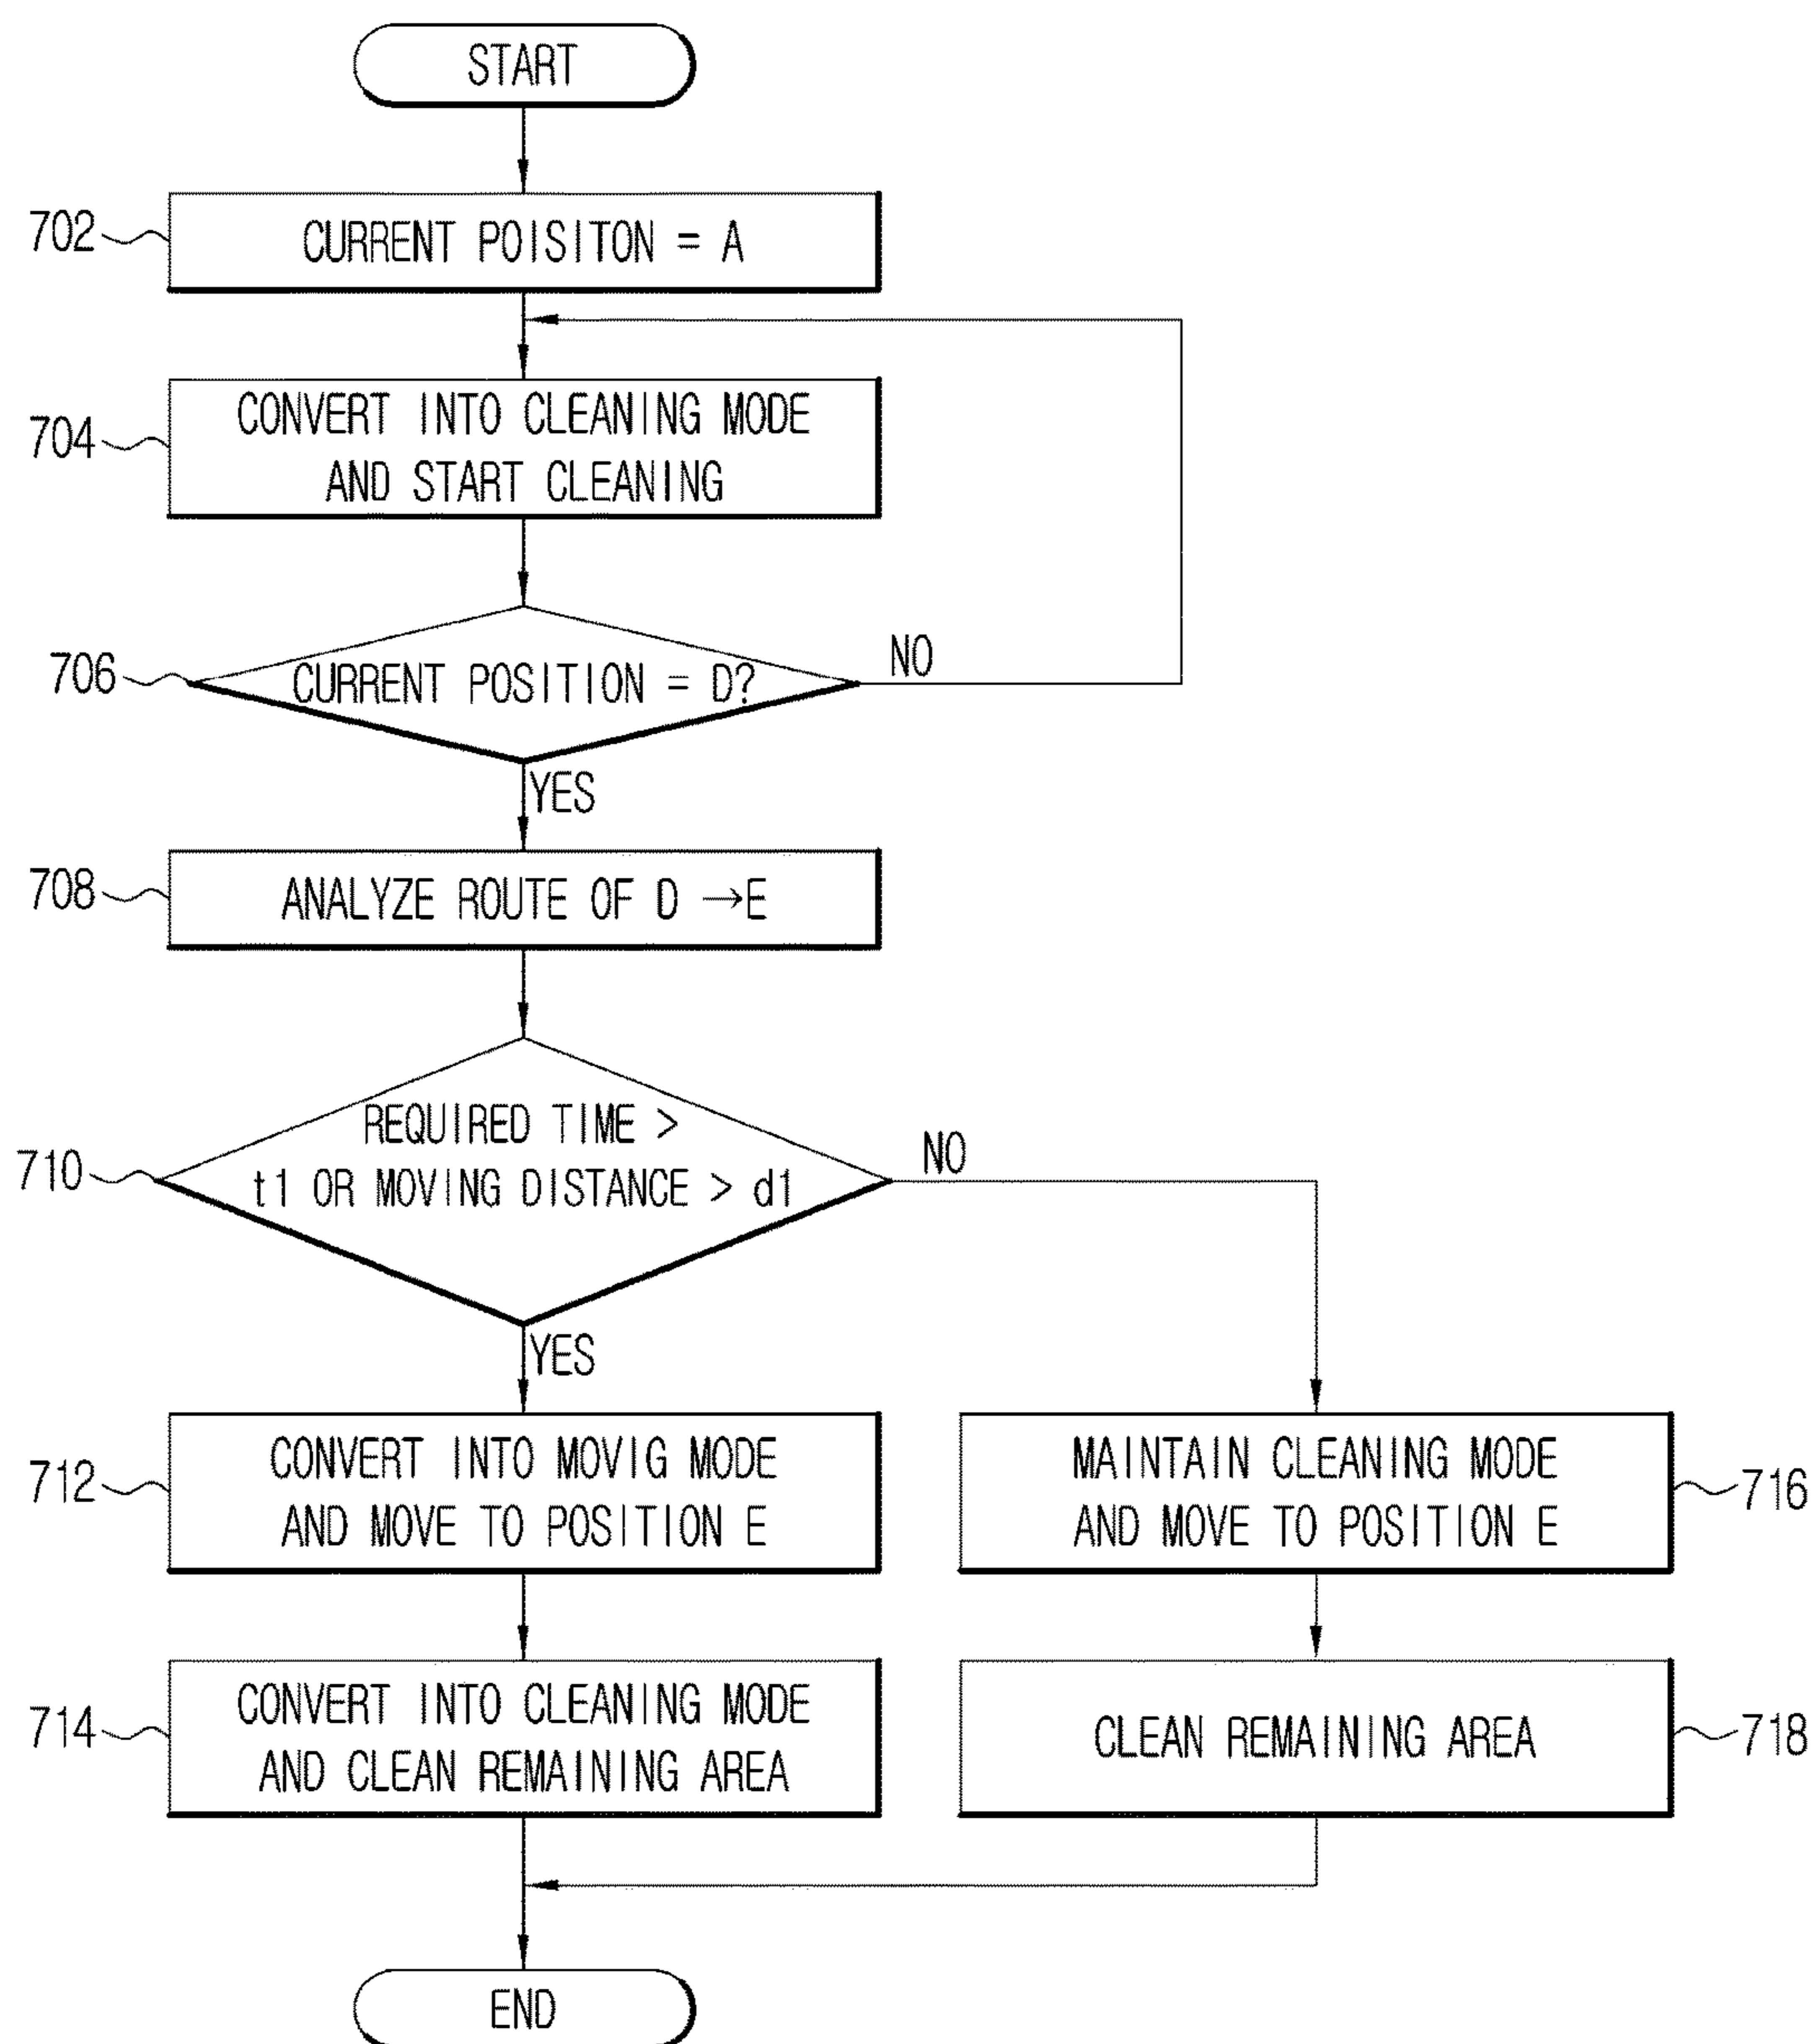 START
702
CURRENT POISITON = A
704
CONVERT INTO CLEANING MODE
AND START CLEANING
706
CURRENT POSITION = D?
NO
YES
708
ANALYZE ROUTE OF D →E
710
REQUIRED TIME >
t1 OR MOVING DISTANCE > d1
NO
YES
712
CONVERT INTO MOVIG MODE
AND MOVE TO POSITION E
MAINTAIN CLEANING MODE
AND MOVE TO POSITION E
716
714
CONVERT INTO CLEANING MODE
AND CLEAN REMAINING AREA
CLEAN REMAINING AREA
718
END